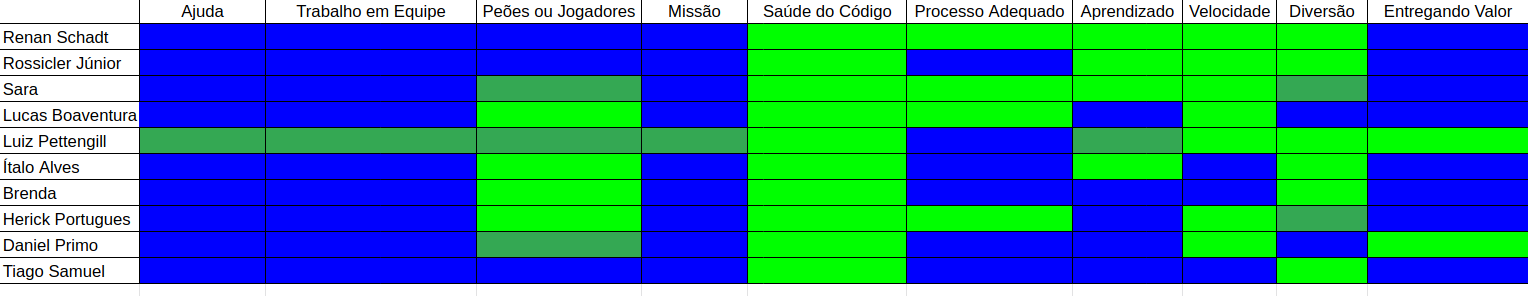 Ajuda Trabalho em Equipe Peões ou Jogadores Missão Saúde do Código Processo Adequado Aprendizado Velocidade Diversão Entregando Valor
Renan Schadt
Rossicler Júnior
Sara
Lucas Boaventura
Luiz Pettengill
Ítalo Alves
Brenda
Herick Portugues
Daniel Primo
Tiago Samuel